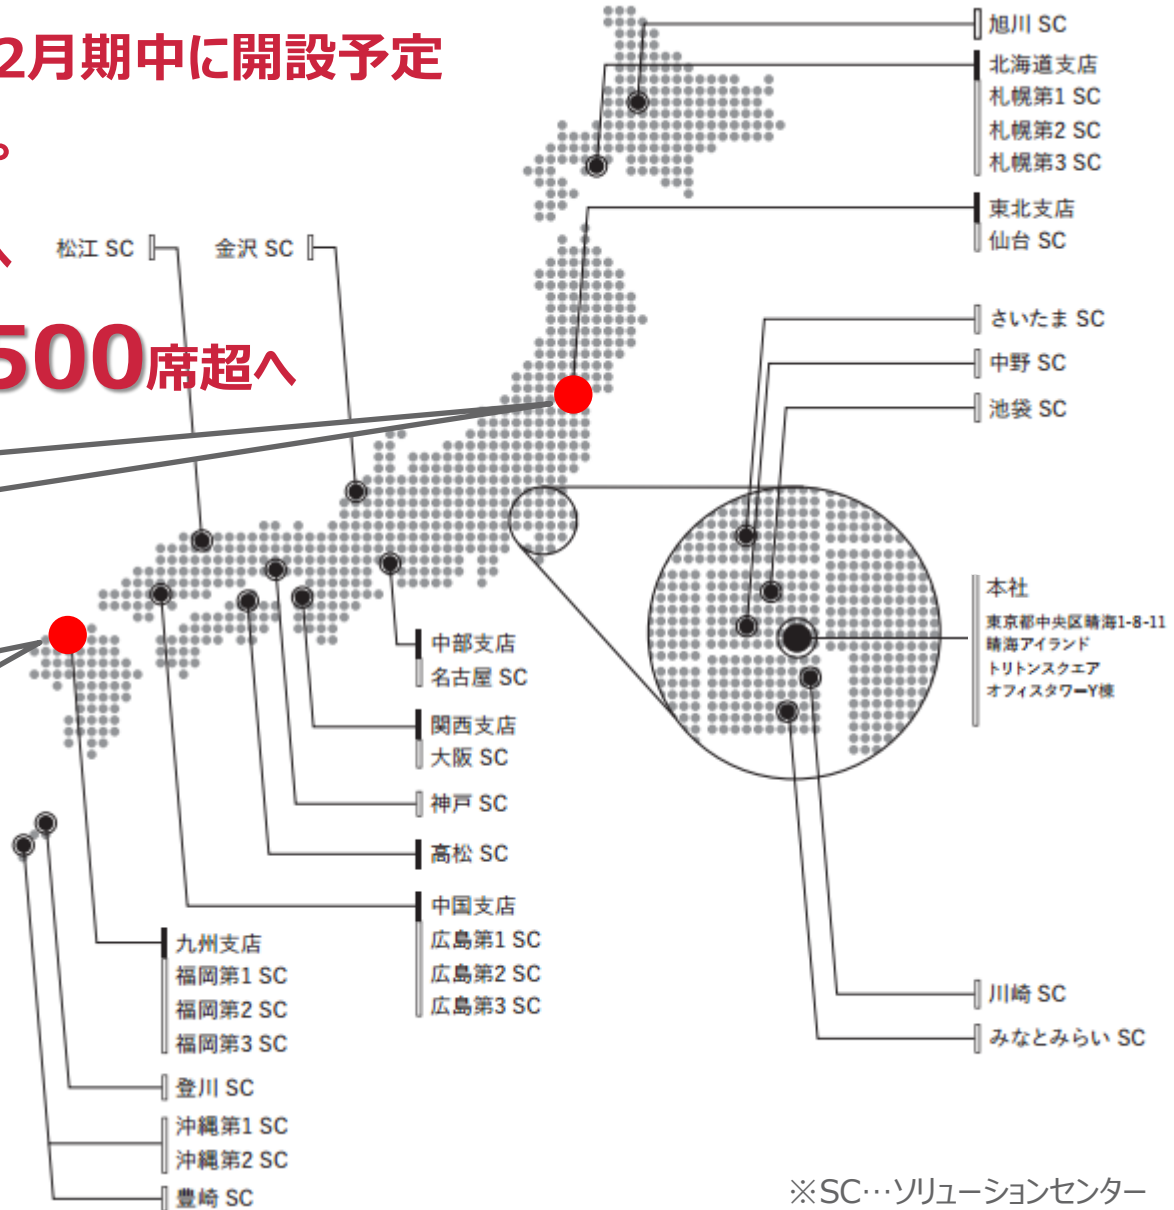 2月期中に開設予定
。
へ
500席超へ
松江 SC
金沢 SC
旭川 SC
北海道支店
札幌第1 SC
札幌第2 SC
札幌第3 SC
東北支店
仙台 SC
さいたま SC
中野 SC
池袋 SC
本社
東京都中央区晴海1-8-11
晴海アイランド
トリトンスクエア
オフィスタワーY棟
中部支店
名古屋 SC
関西支店
大阪 SC
神戸 SC
高松 SC
中国支店
広島第1 SC
広島第2 SC
広島第3 SC
九州支店
福岡第1 SC
福岡第2 SC
福岡第3 SC
登川 SC
沖縄第1 SC
沖縄第2 SC
豊崎 SC
川崎 SC
みなとみらい SC
※SC…ソリューションセンター